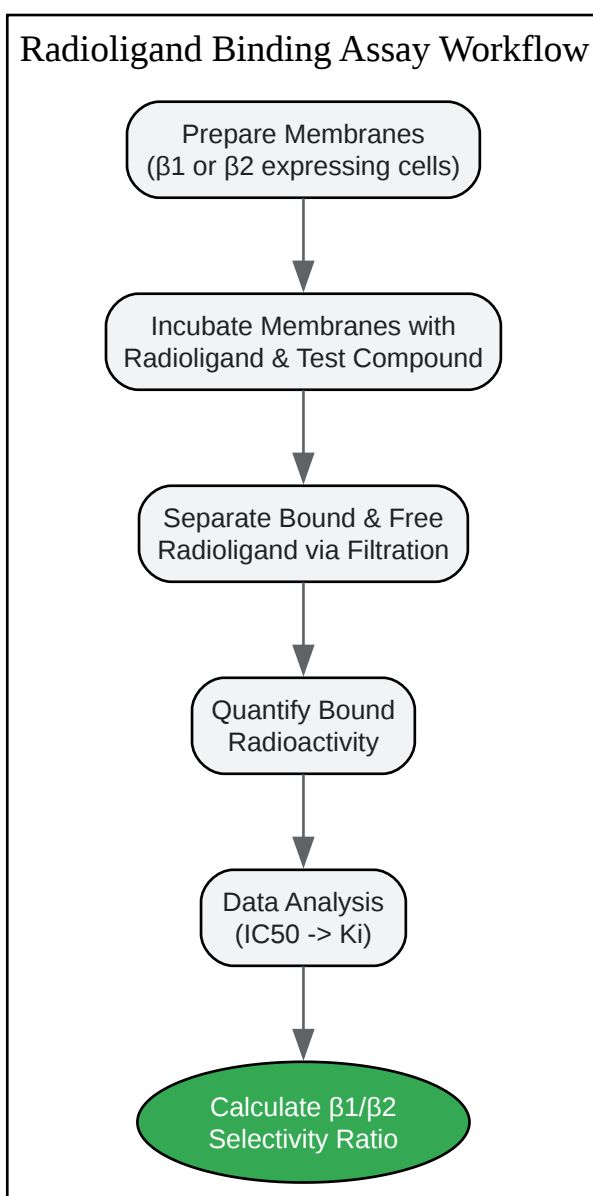 Radioligand Binding Assay Workflow
Prepare Membranes
(β1 or β2 expressing cells)
Incubate Membranes with
Radioligand & Test Compound
Separate Bound & Free
Radioligand via Filtration
Quantify Bound
Radioactivity
Data Analysis
(IC50 -> Ki)
Calculate β1/β2
Selectivity Ratio